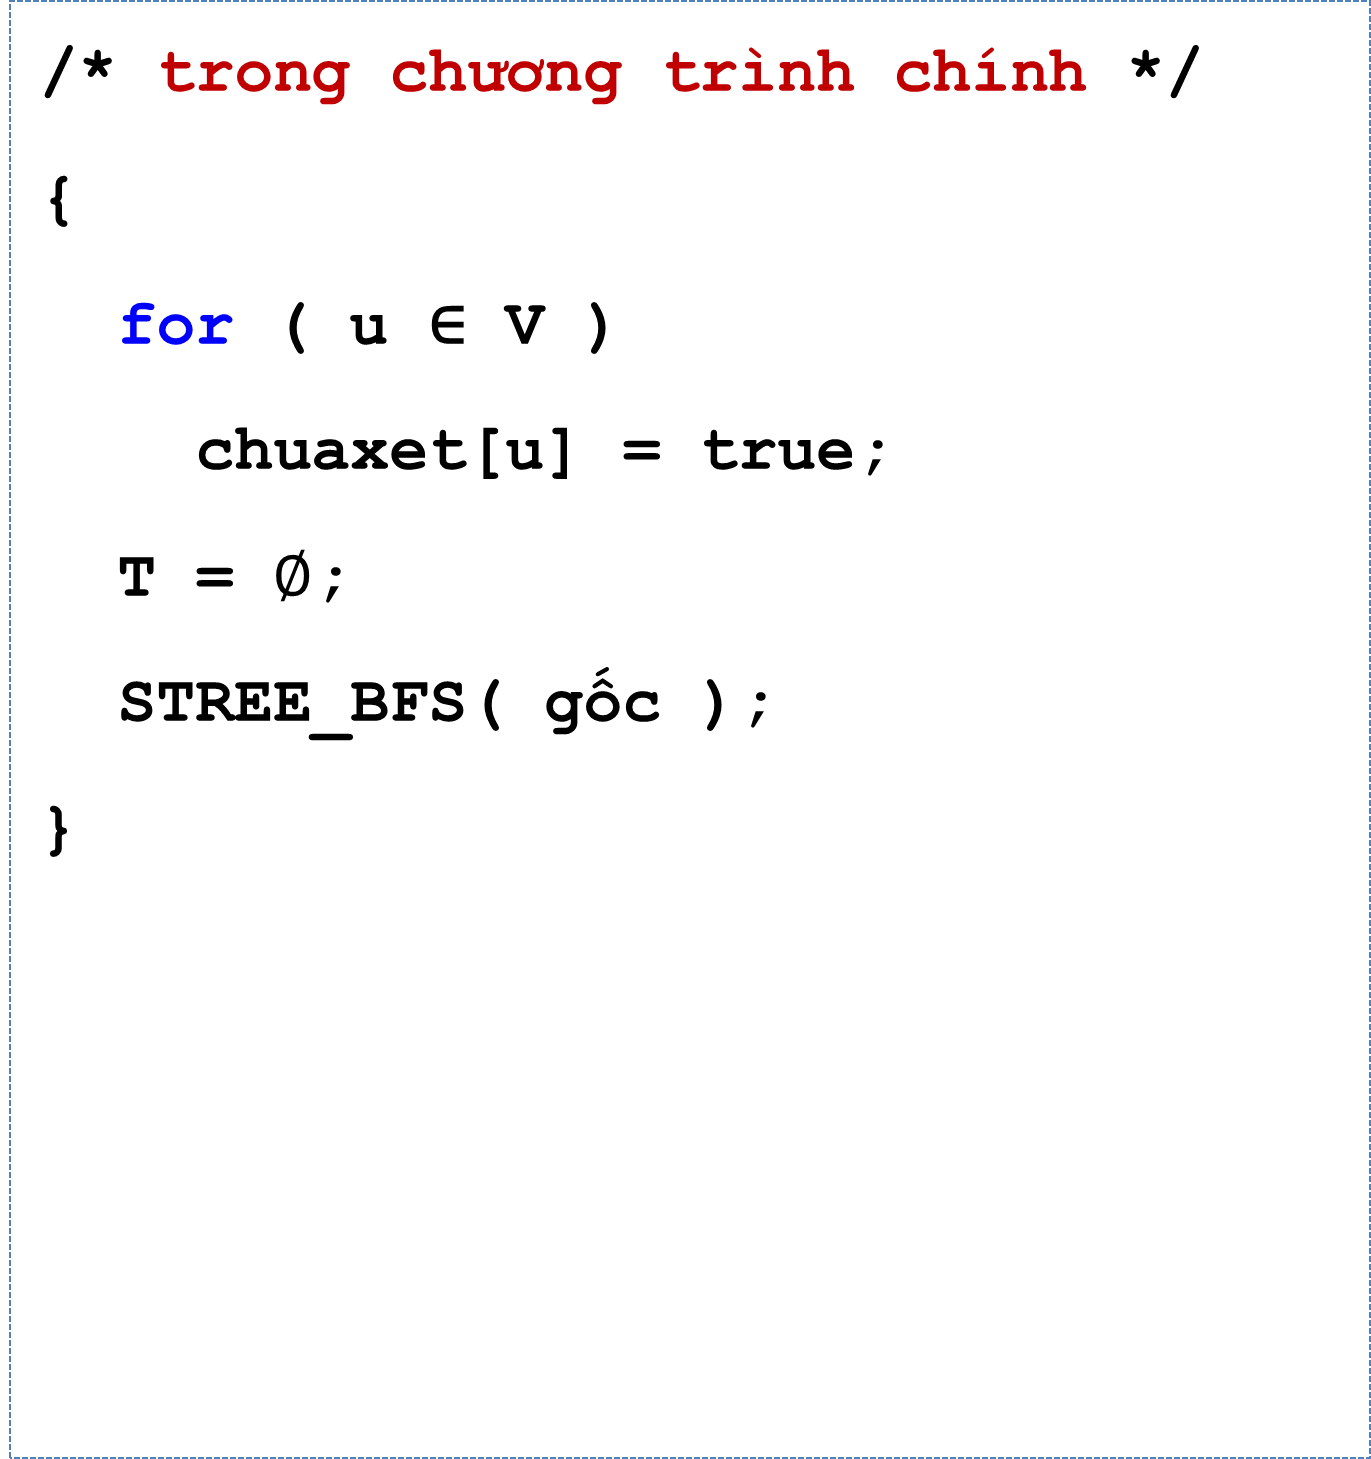 /* trong chương trình chính */
{
for ( u ∈ V )
chuaxet[u] = true;
T = ∅;
STREE_BFS( gốc );
}